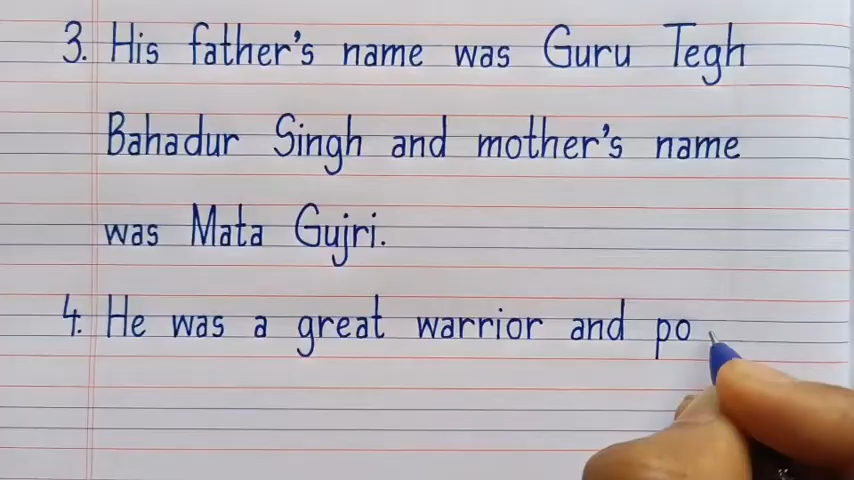 3. His father's name was Guru Tegh
Bahadur Singh and mother's name
was Mata Gujri.
4. He was a great warrior and po